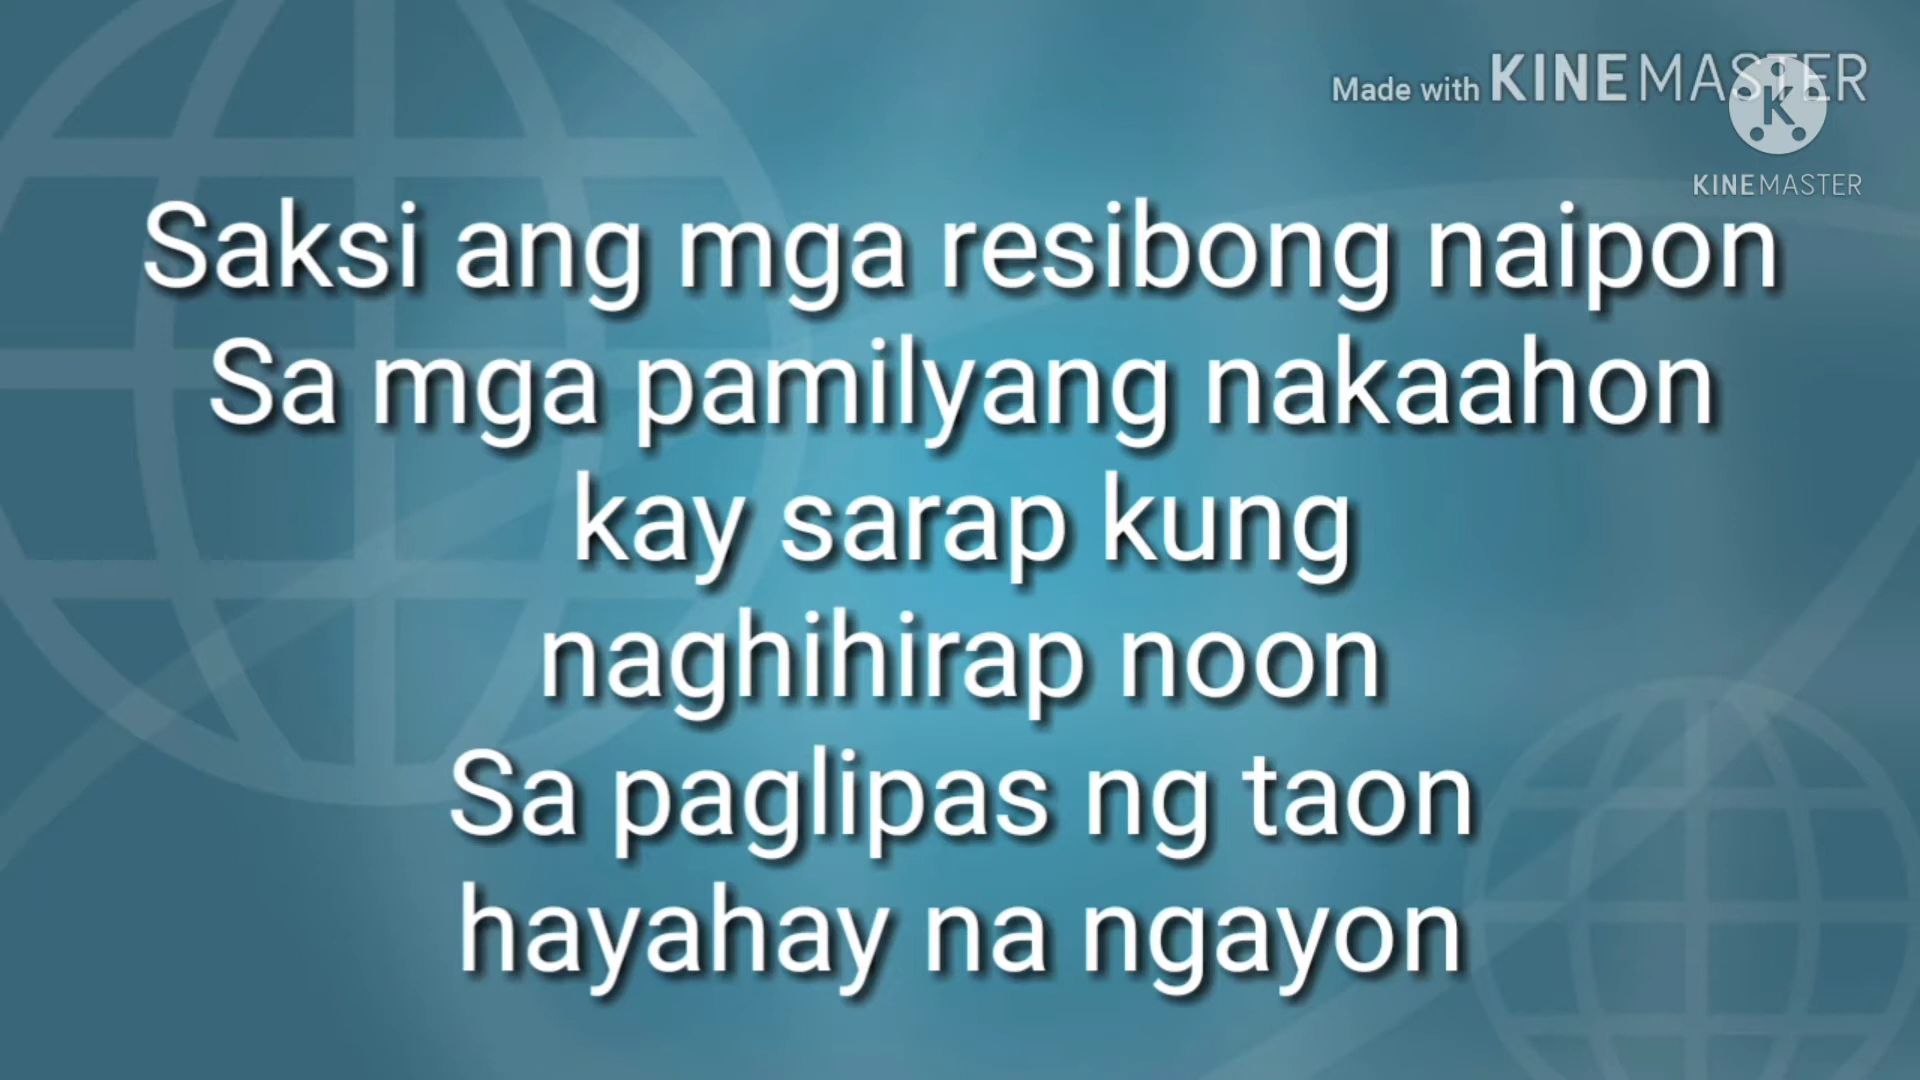 Made with KINEMASTER
K
KINEMASTER
Saksi ang mga resibong naipon
Sa mga pamilyang nakaahon
kay sarap kung
naghihirap noon
Sa paglipas ng taon
hayahay na ngayon